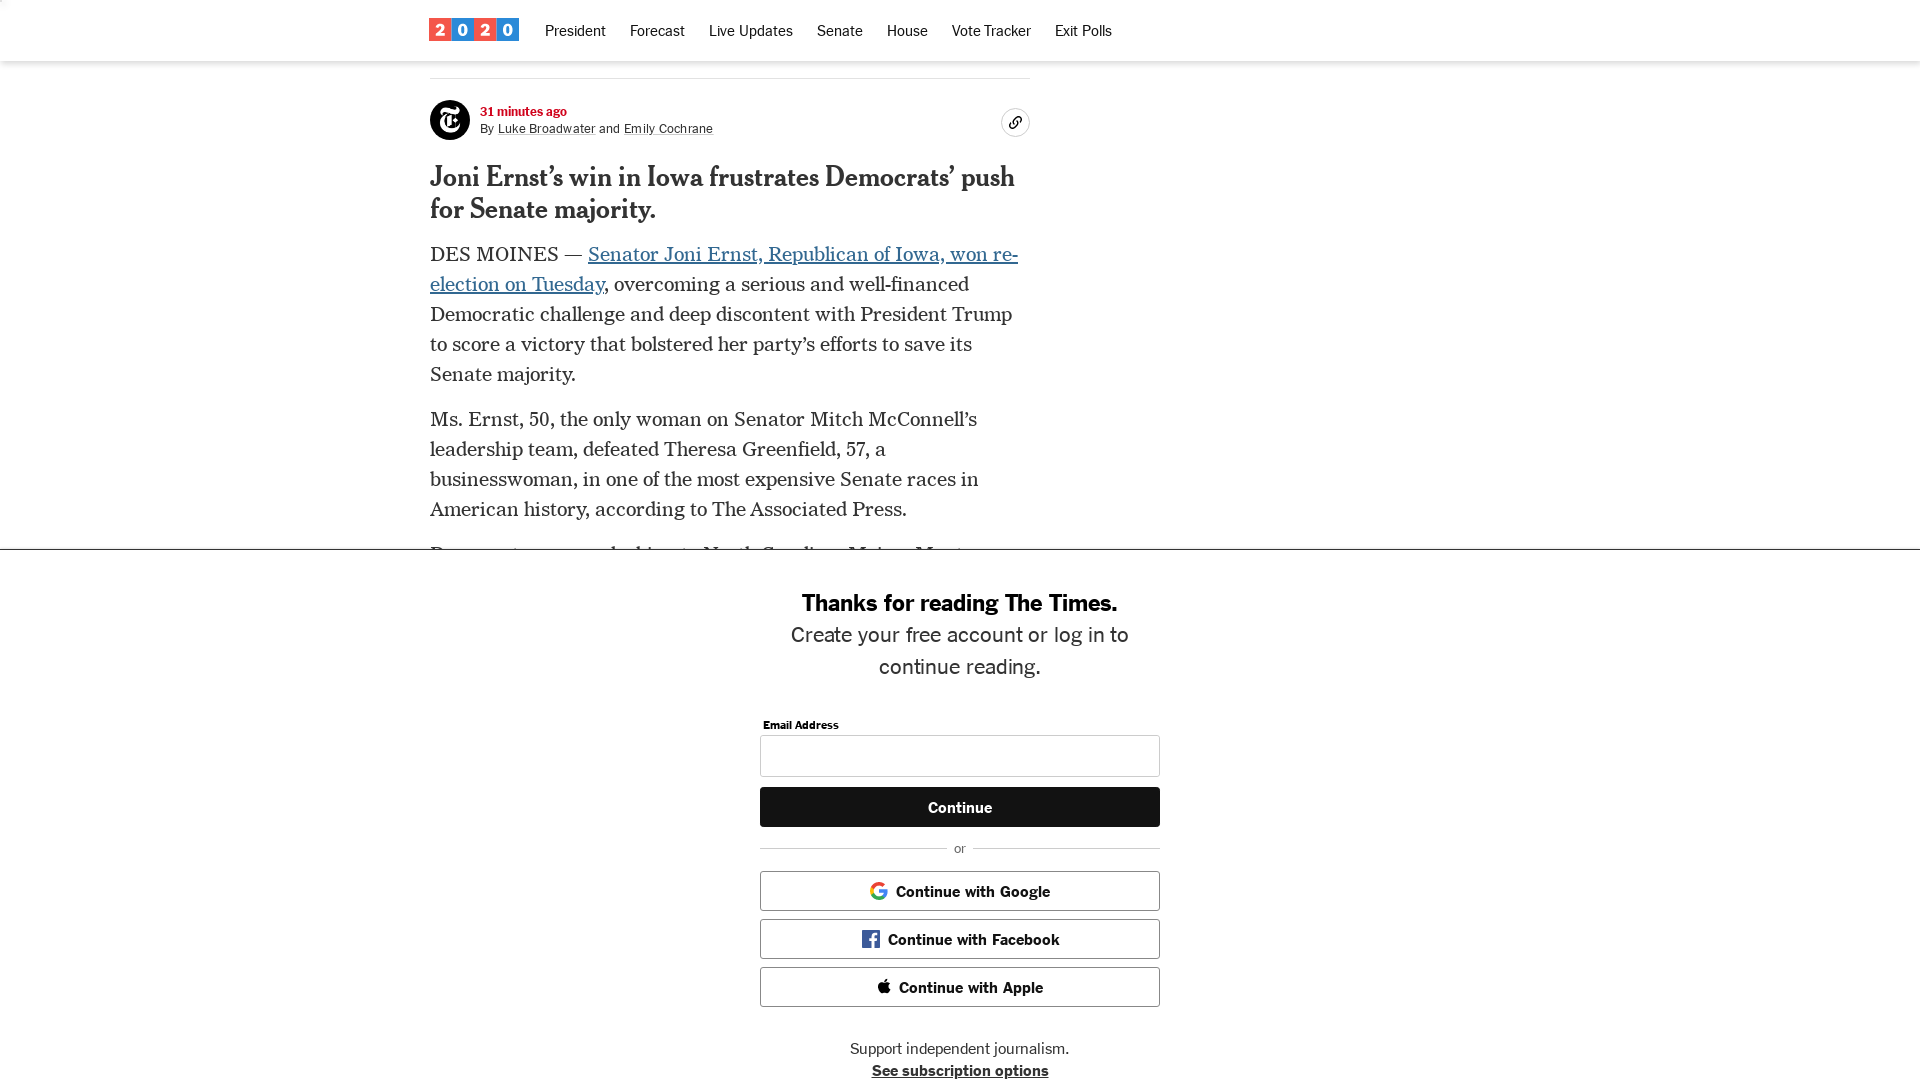 2020 President Forecast Live Updates Senate House Vote Tracker Exit Polls
31 minutes ago
By Luke Broadwater and Emily Cochrane
Joni Ernst’s win in Iowa frustrates Democrats’ push
for Senate majority.
DES MOINES — Senator Joni Ernst, Republican of Iowa, won re-
election on Tuesday, overcoming a serious and well-financed
Democratic challenge and deep discontent with President Trump
to score a victory that bolstered her party’s efforts to save its
Senate majority.
Ms. Ernst, 50, the only woman on Senator Mitch McConnell’s
leadership team, defeated Theresa Greenfield, 57, a
businesswoman, in one of the most expensive Senate races in
American history, according to The Associated Press.
Thanks for reading The Times.
Create your free account or log in to
continue reading.
Email Address
Continue
or
Continue with Google
Continue with Facebook
Continue with Apple
Support independent journalism.
See subscription options